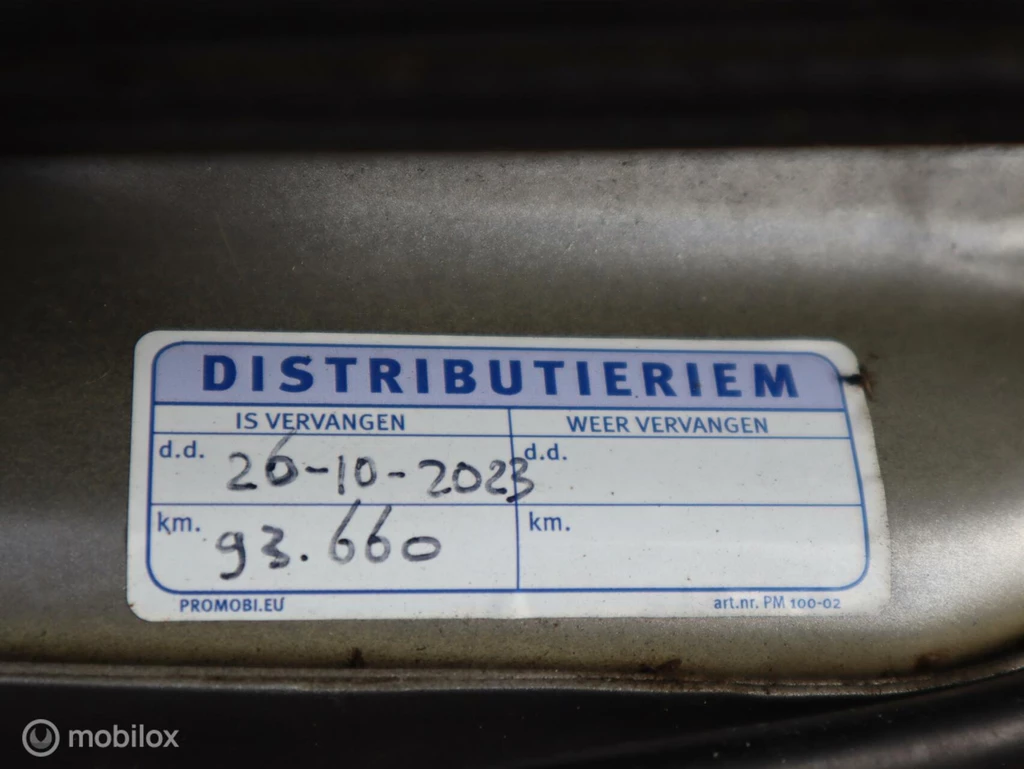 DISTRIBUTIERIEM
IS VERVANGEN WEER VERVANGEN
d.d. 26-10-2023 d.d.
km. 93.660 km.
PROMOBI.EU art.nr. PM 100-02
mobilox